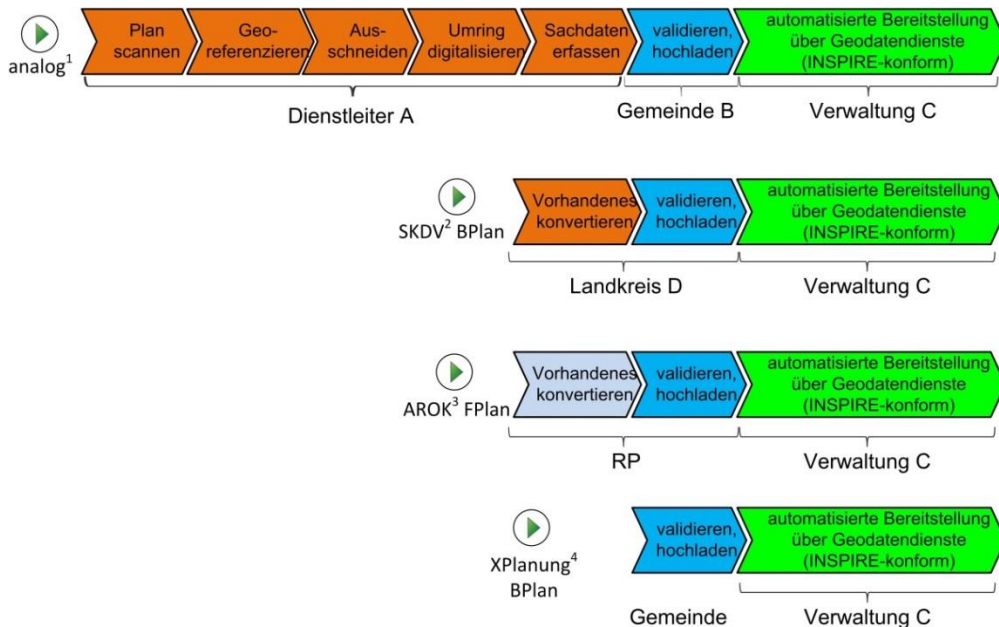 Plan
scannen
Geo-
referenzieren
Aus-
schneiden
Umring
digitalisieren
Sachdaten
erfassen
validieren,
hochladen
automatisierte Bereitstellung
über Geodatendienste
(INSPIRE-konform)
analog¹
Dienstleiter A
Gemeinde B
Verwaltung C
SKDV² BPlan
Vorhandenes
konvertieren
validieren,
hochladen
automatisierte Bereitstellung
über Geodatendienste
(INSPIRE-konform)
Landkreis D
Verwaltung C
AROK³ FPlan
Vorhandenes
konvertieren
validieren,
hochladen
automatisierte Bereitstellung
über Geodatendienste
(INSPIRE-konform)
RP
Verwaltung C
XPlanung⁴
BPlan
validieren,
hochladen
automatisierte Bereitstellung
über Geodatendienste
(INSPIRE-konform)
Gemeinde
Verwaltung C